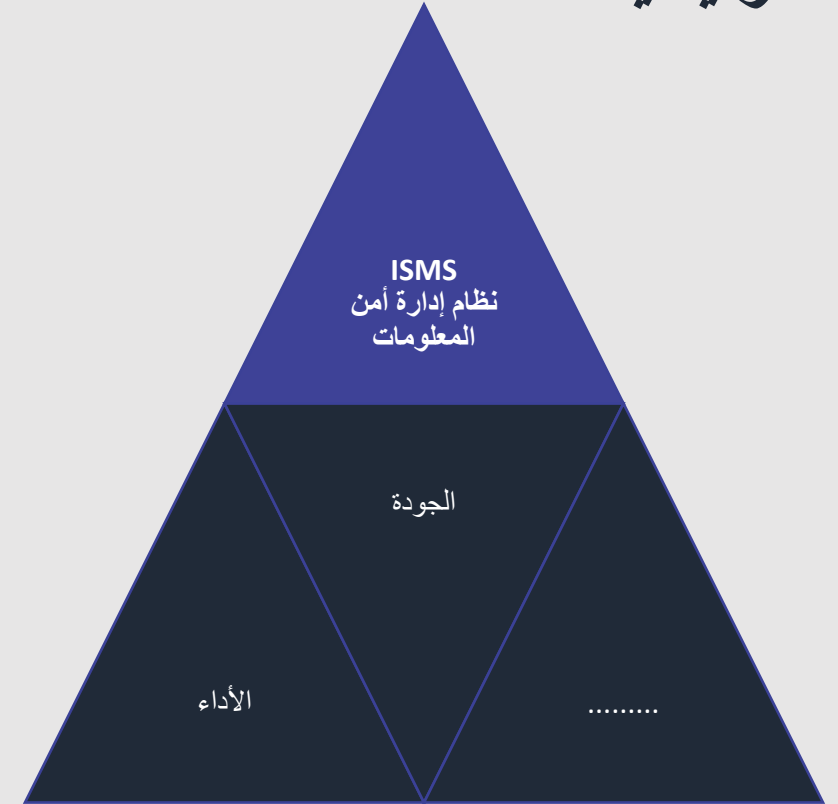 ISMS
نظام إدارة أمن
المعلومات
الجودة
الأداء
.........